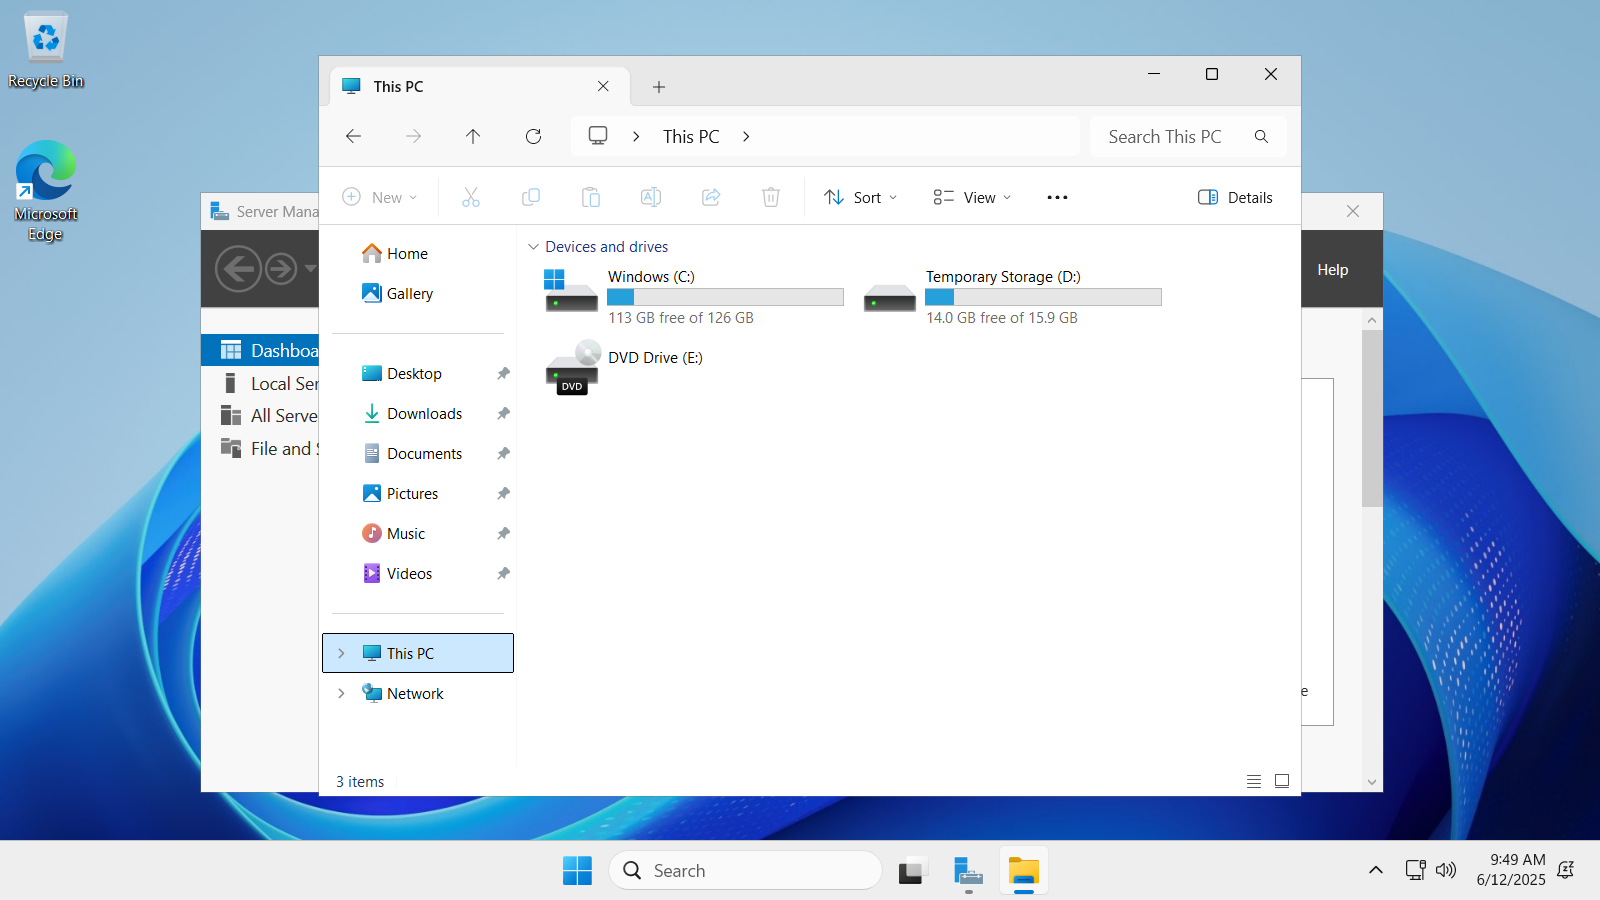 Recycle Bin
Microsoft
Edge
Server Mana
Help
Dashboa
Local Ser
All Serve
File and S
e
This PC
This PC
Search This PC
New
Sort
View
Details
Home
Gallery
Desktop
Downloads
Documents
Pictures
Music
Videos
This PC
Network
Devices and drives
Windows (C:)
113 GB free of 126 GB
Temporary Storage (D:)
14.0 GB free of 15.9 GB
DVD
DVD Drive (E:)
3 items
Search
9:49 AM
6/12/2025